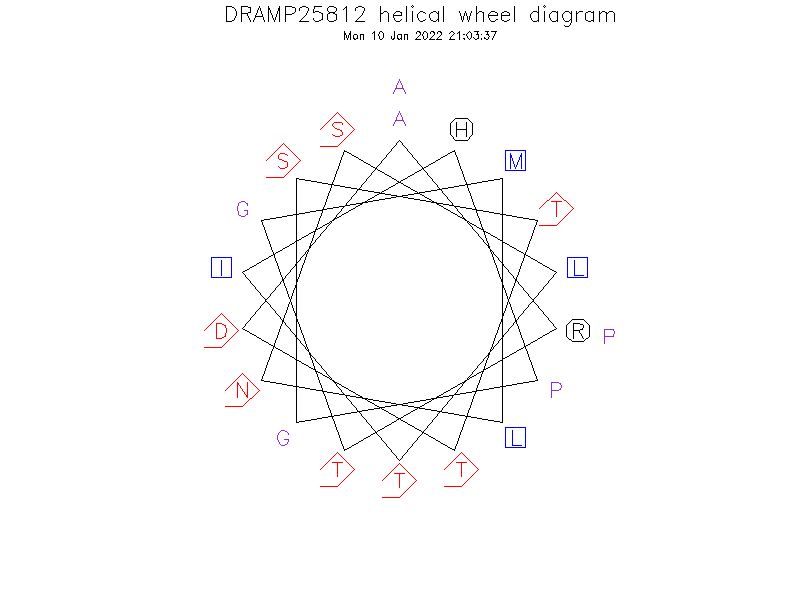 DRAMP25812 helical wheel diagram
Mon 10 Jan 2022 21:03:37
A
A
S H
S M
G T
I L
D R P
N P
G L
T T
T